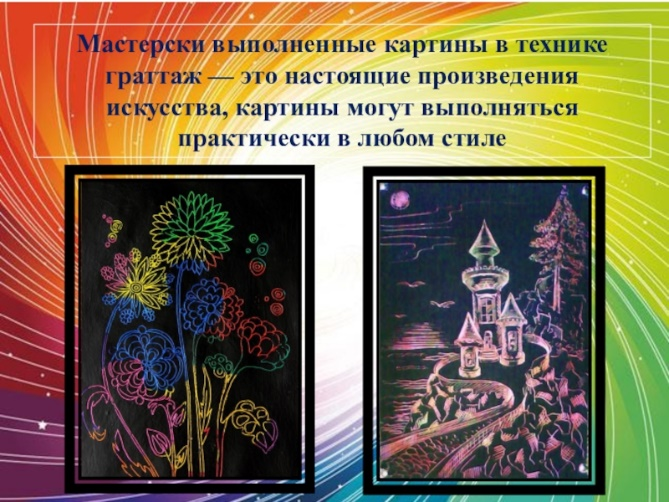 Мастерски выполненные картины в технике
граттаж — это настоящие произведения
искусства, картины могут выполняться
практически в любом стиле